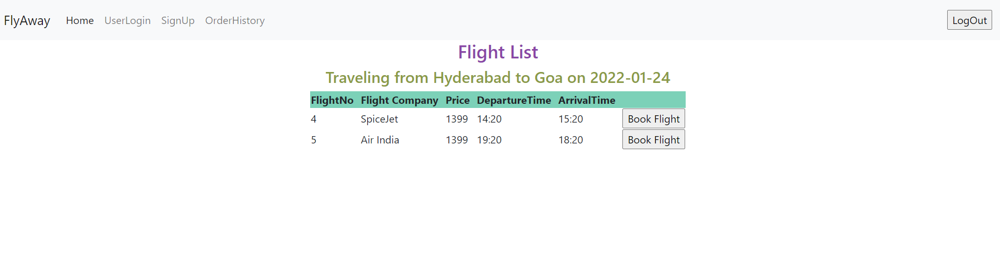 FlyAway Home UserLogin SignUp OrderHistory LogOut
Flight List
Traveling from Hyderabad to Goa on 2022-01-24
FlightNo Flight Company Price DepartureTime ArrivalTime
4 SpiceJet 1399 14:20 15:20 Book Flight
5 Air India 1399 19:20 18:20 Book Flight